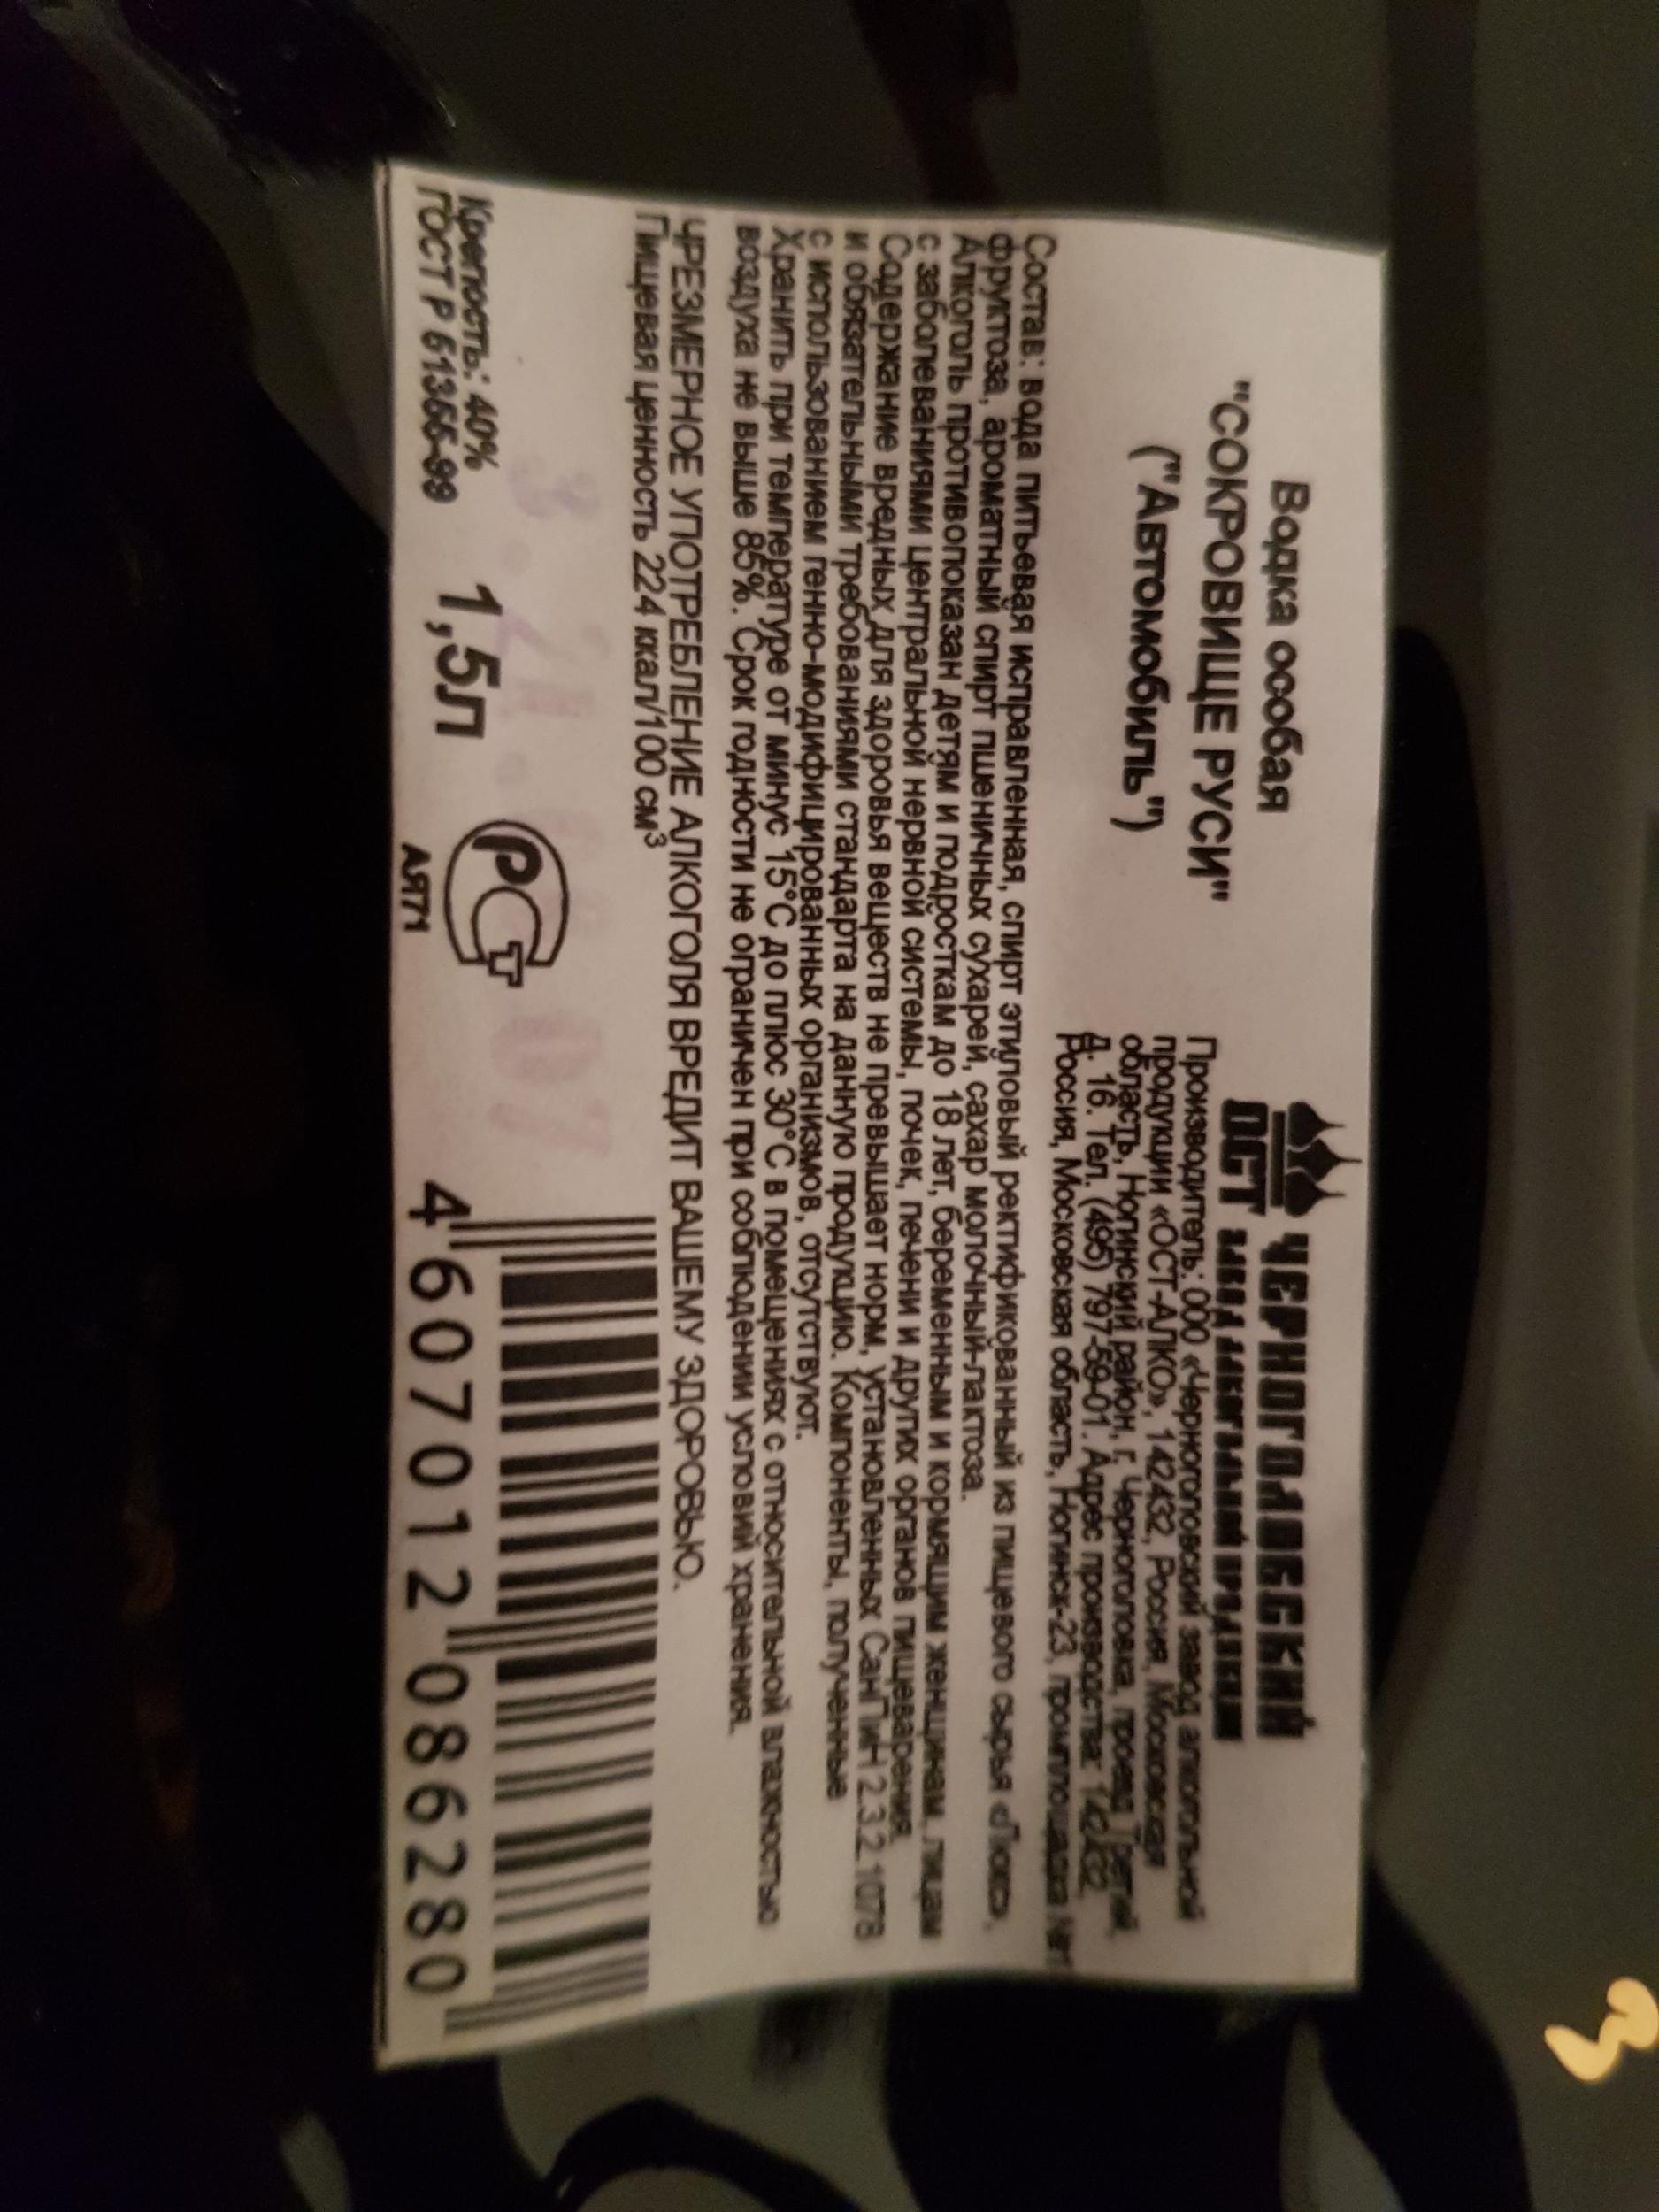 Водка особая
"СОКРОВИЩЕ РУСИ"
("Автомобиль")
ЧЕРНОГОЛОВСКИЙ
ОСТ
Производитель: ООО «Черноголовский завод алкогольной
продукции «ОСТ-АЛКО», 142432, Россия, Московская
область, Ногинский район, г. Черноголовка, проезд Третий,
д. 16. Тел. (495) 797-59-01. Адрес производства: 142432,
Россия, Московская область, Ногинск-23, промплощадка №1
Состав: вода питьевая исправленная, спирт этиловый ректификованный из пищевого сырья «Люкс»,
фруктоза, ароматный спирт пшеничных сухарей, сахар молочный-лактоза.
Алкоголь противопоказан детям и подросткам до 18 лет, беременным и кормящим женщинам, лицам
с заболеваниями центральной нервной системы, почек, печени и других органов пищеварения.
Содержание вредных для здоровья веществ не превышает норм, установленных СанПиН 2.3.2.1078
и обязательными требованиями стандарта на данную продукцию. Компоненты, полученные
с использованием генно-модифицированных организмов, отсутствуют.
Хранить при температуре от минус 15°С до плюс 30°С в помещениях с относительной влажностью
воздуха не выше 85%. Срок годности не ограничен при соблюдении условий хранения.
ЧРЕЗМЕРНОЕ УПОТРЕБЛЕНИЕ АЛКОГОЛЯ ВРЕДИТ ВАШЕМУ ЗДОРОВЬЮ.
Пищевая ценность 224 ккал/100 см³
Крепость: 40%
ГОСТ Р 51355-99
1,5л
РСТ
АЯ71
4 607012 086280